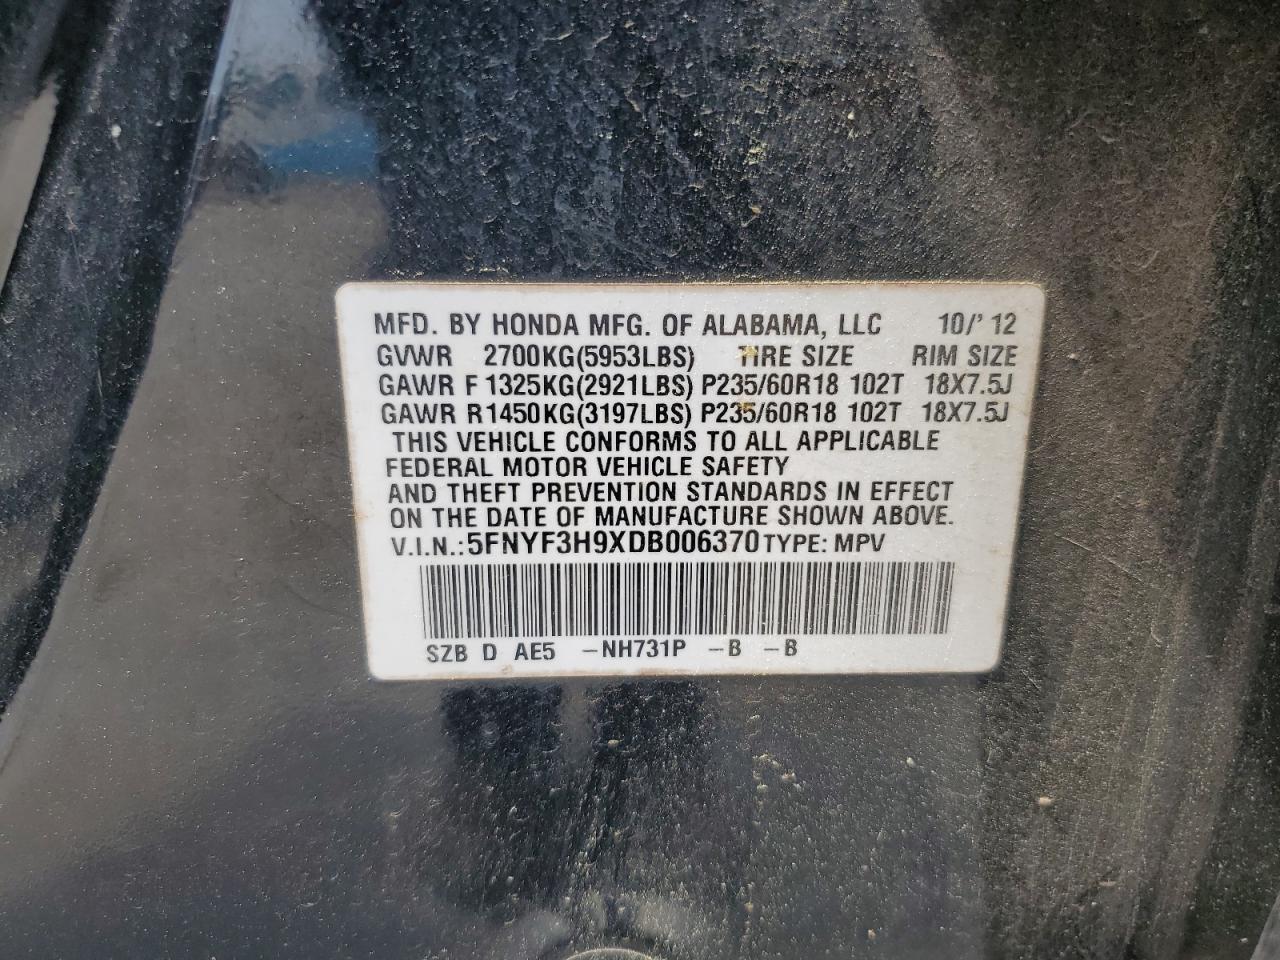 MFD. BY HONDA MFG. OF ALABAMA, LLC 10/'12
GVWR 2700KG(5953LBS) TIRE SIZE RIM SIZE
GAWR F 1325KG(2921LBS) P235/60R18 102T 18X7.5J
GAWR R1450KG(3197LBS) P235/60R18 102T 18X7.5J
THIS VEHICLE CONFORMS TO ALL APPLICABLE
FEDERAL MOTOR VEHICLE SAFETY
AND THEFT PREVENTION STANDARDS IN EFFECT
ON THE DATE OF MANUFACTURE SHOWN ABOVE.
V.I.N.:5FNYF3H9XDB006370 TYPE: MPV
SZB D AE5 -NH731P -B -B